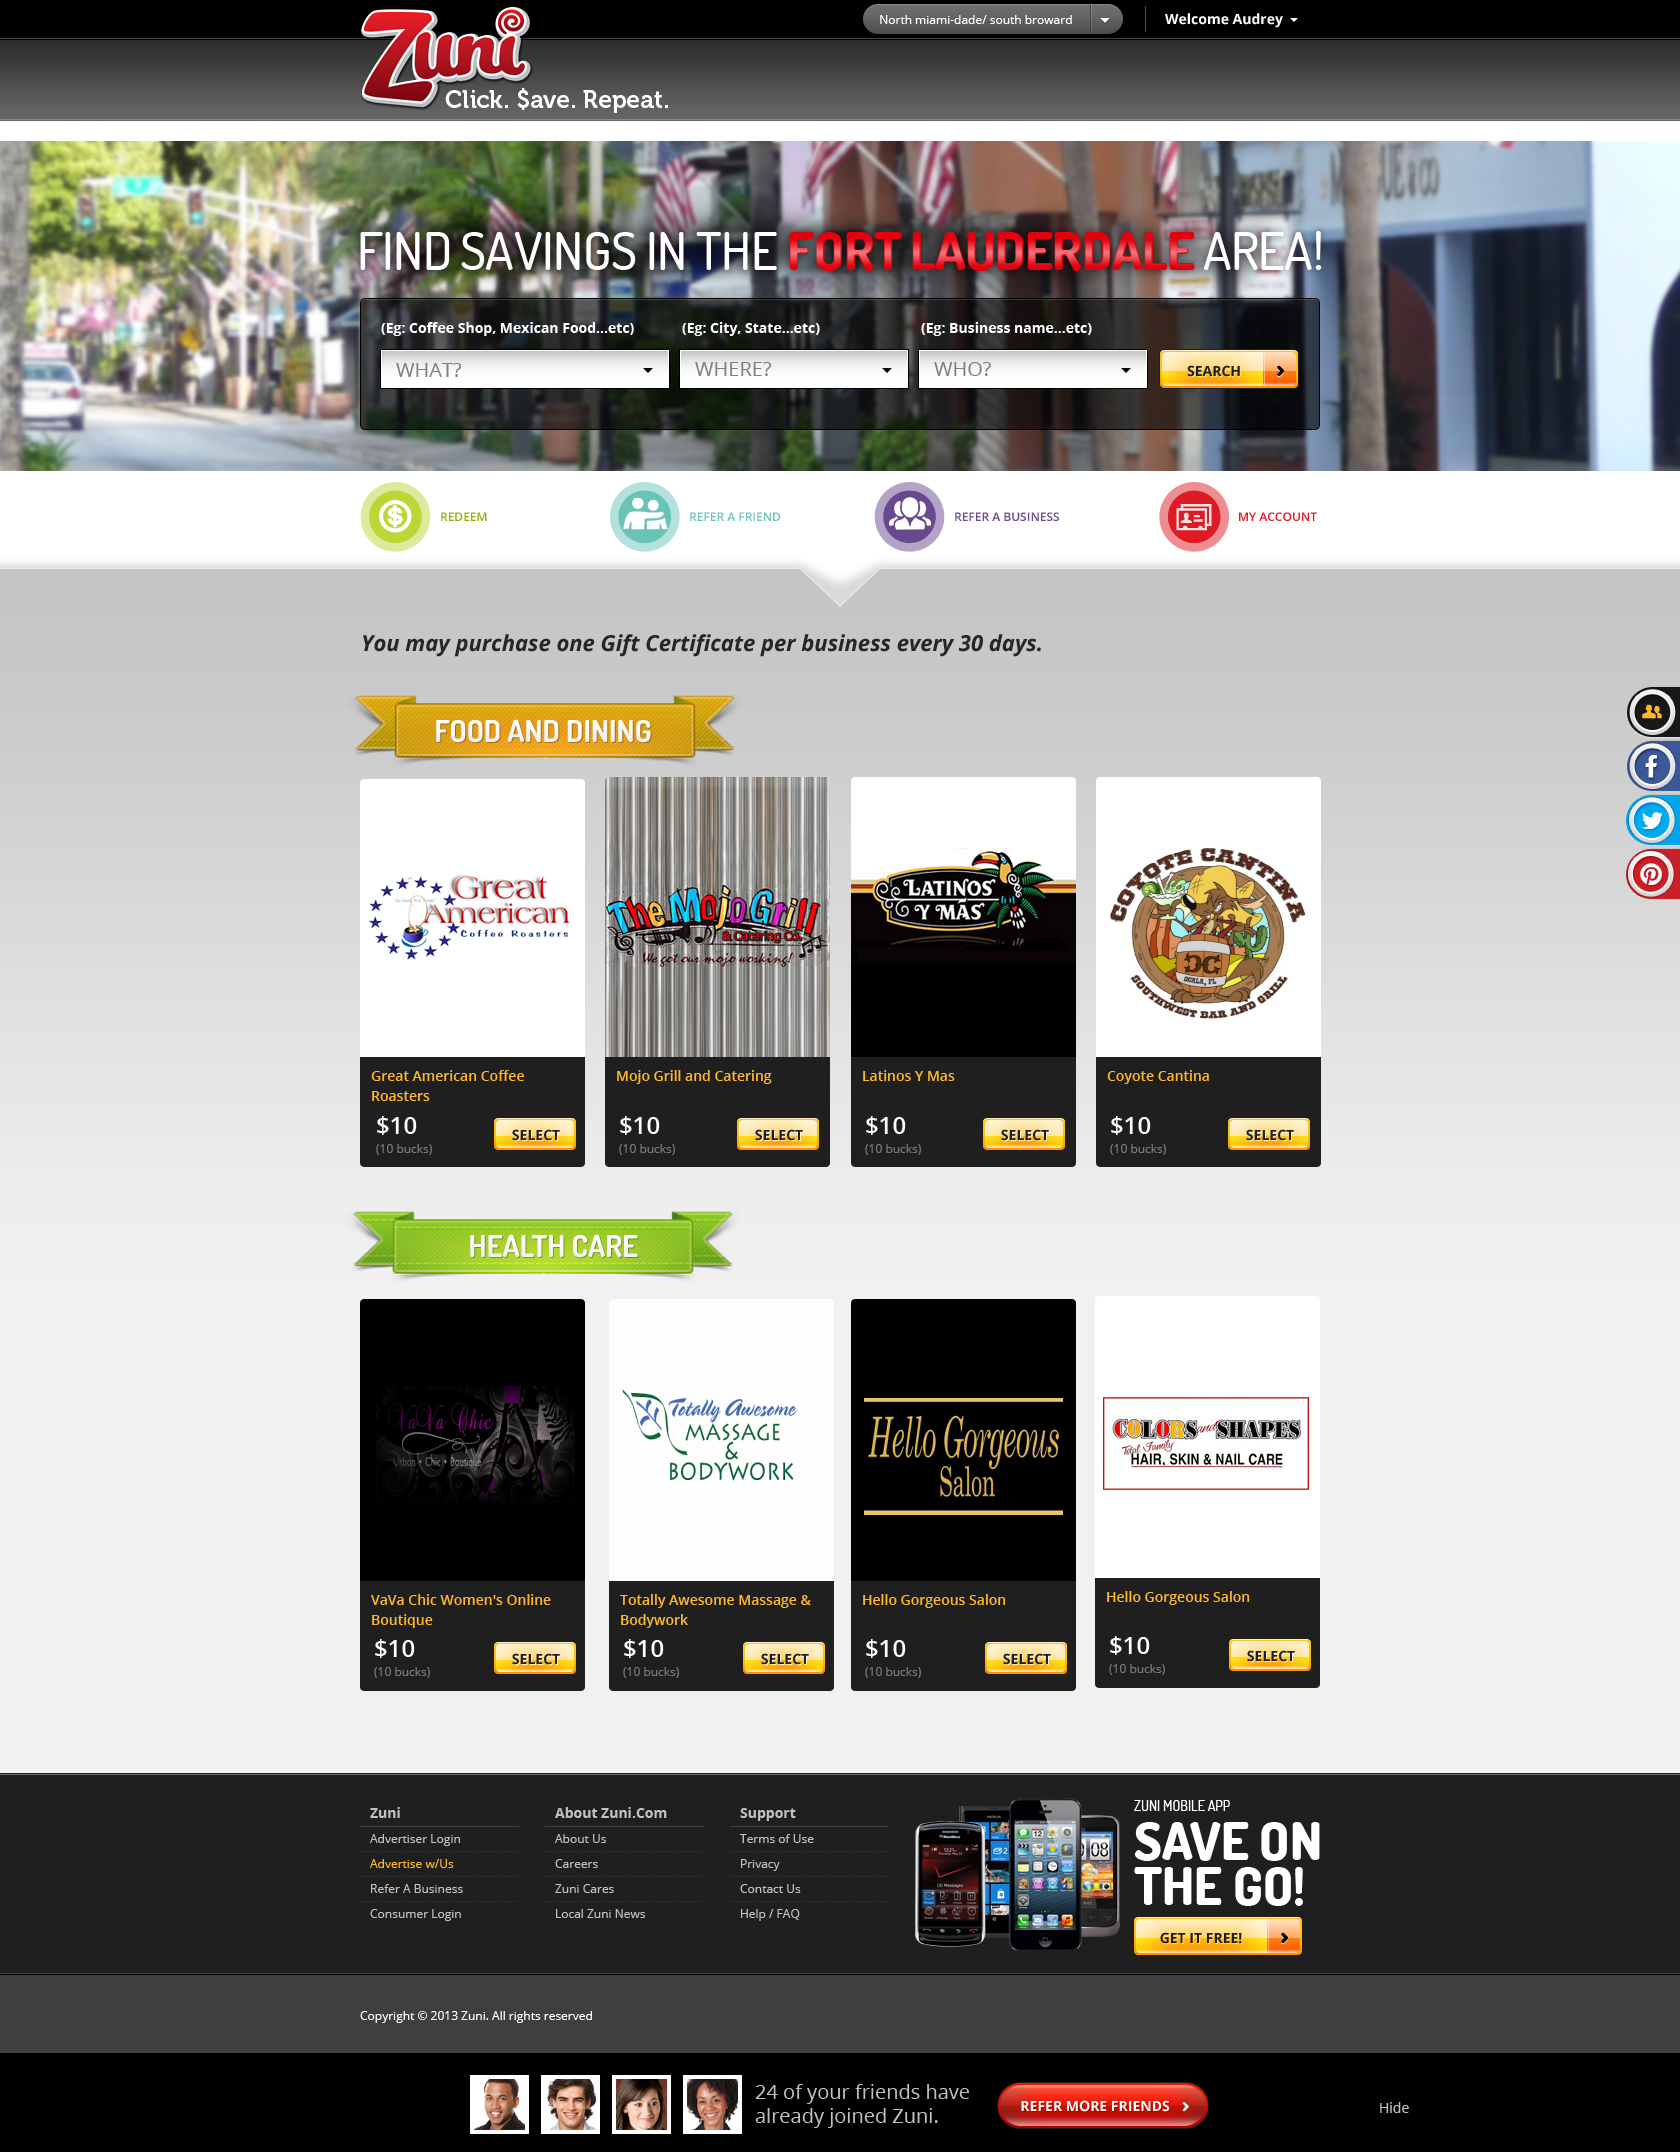 Zuni
Click. $ave. Repeat.
North miami-dade/ south broward
Welcome Audrey
FIND SAVINGS IN THE FORT LAUDERDALE AREA!
(Eg: Coffee Shop, Mexican Food...etc)
(Eg: City, State...etc)
(Eg: Business name...etc)
WHAT?
WHERE?
WHO?
SEARCH
REDEEM
REFER A FRIEND
REFER A BUSINESS
MY ACCOUNT
You may purchase one Gift Certificate per business every 30 days.
FOOD AND DINING
Great
American
Coffee Roasters
The Mojo Grill
& Catering Co.
We got our mojo working!
LATINOS
Y MÁS
COYOTE CANTINA
CC
OCALA, FL
SOUTHWEST BAR AND GRILL
Great American Coffee
Roasters
$10
(10 bucks)
SELECT
Mojo Grill and Catering
$10
(10 bucks)
SELECT
Latinos Y Mas
$10
(10 bucks)
SELECT
Coyote Cantina
$10
(10 bucks)
SELECT
HEALTH CARE
VaVa Chic
Urban • Chic • Boutique
Totally Awesome
MASSAGE
&
BODYWORK
Hello Gorgeous
Salon
COLORS and SHAPES
Total Family
HAIR, SKIN & NAIL CARE
VaVa Chic Women's Online
Boutique
$10
(10 bucks)
SELECT
Totally Awesome Massage &
Bodywork
$10
(10 bucks)
SELECT
Hello Gorgeous Salon
$10
(10 bucks)
SELECT
Hello Gorgeous Salon
$10
(10 bucks)
SELECT
Zuni
Advertiser Login
Advertise w/Us
Refer A Business
Consumer Login
About Zuni.Com
About Us
Careers
Zuni Cares
Local Zuni News
Support
Terms of Use
Privacy
Contact Us
Help / FAQ
ZUNI MOBILE APP
SAVE ON
THE GO!
GET IT FREE!
Copyright © 2013 Zuni. All rights reserved
24 of your friends have
already joined Zuni.
REFER MORE FRIENDS
Hide